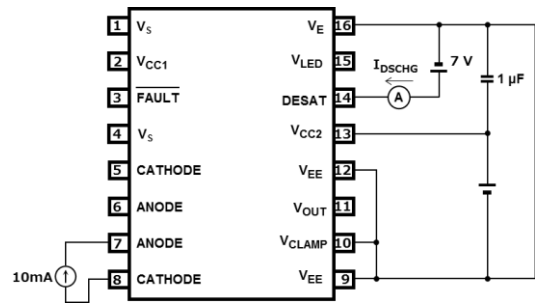 1 VS
2 VCC1
3 FAULT
4 VS
5 CATHODE
6 ANODE
7 ANODE
8 CATHODE
VE 16
VLED 15
DESAT 14
VCC2 13
VEE 12
VOUT 11
VCLAMP 10
VEE 9
10mA
IDSCHG
A
7 V
1 µF